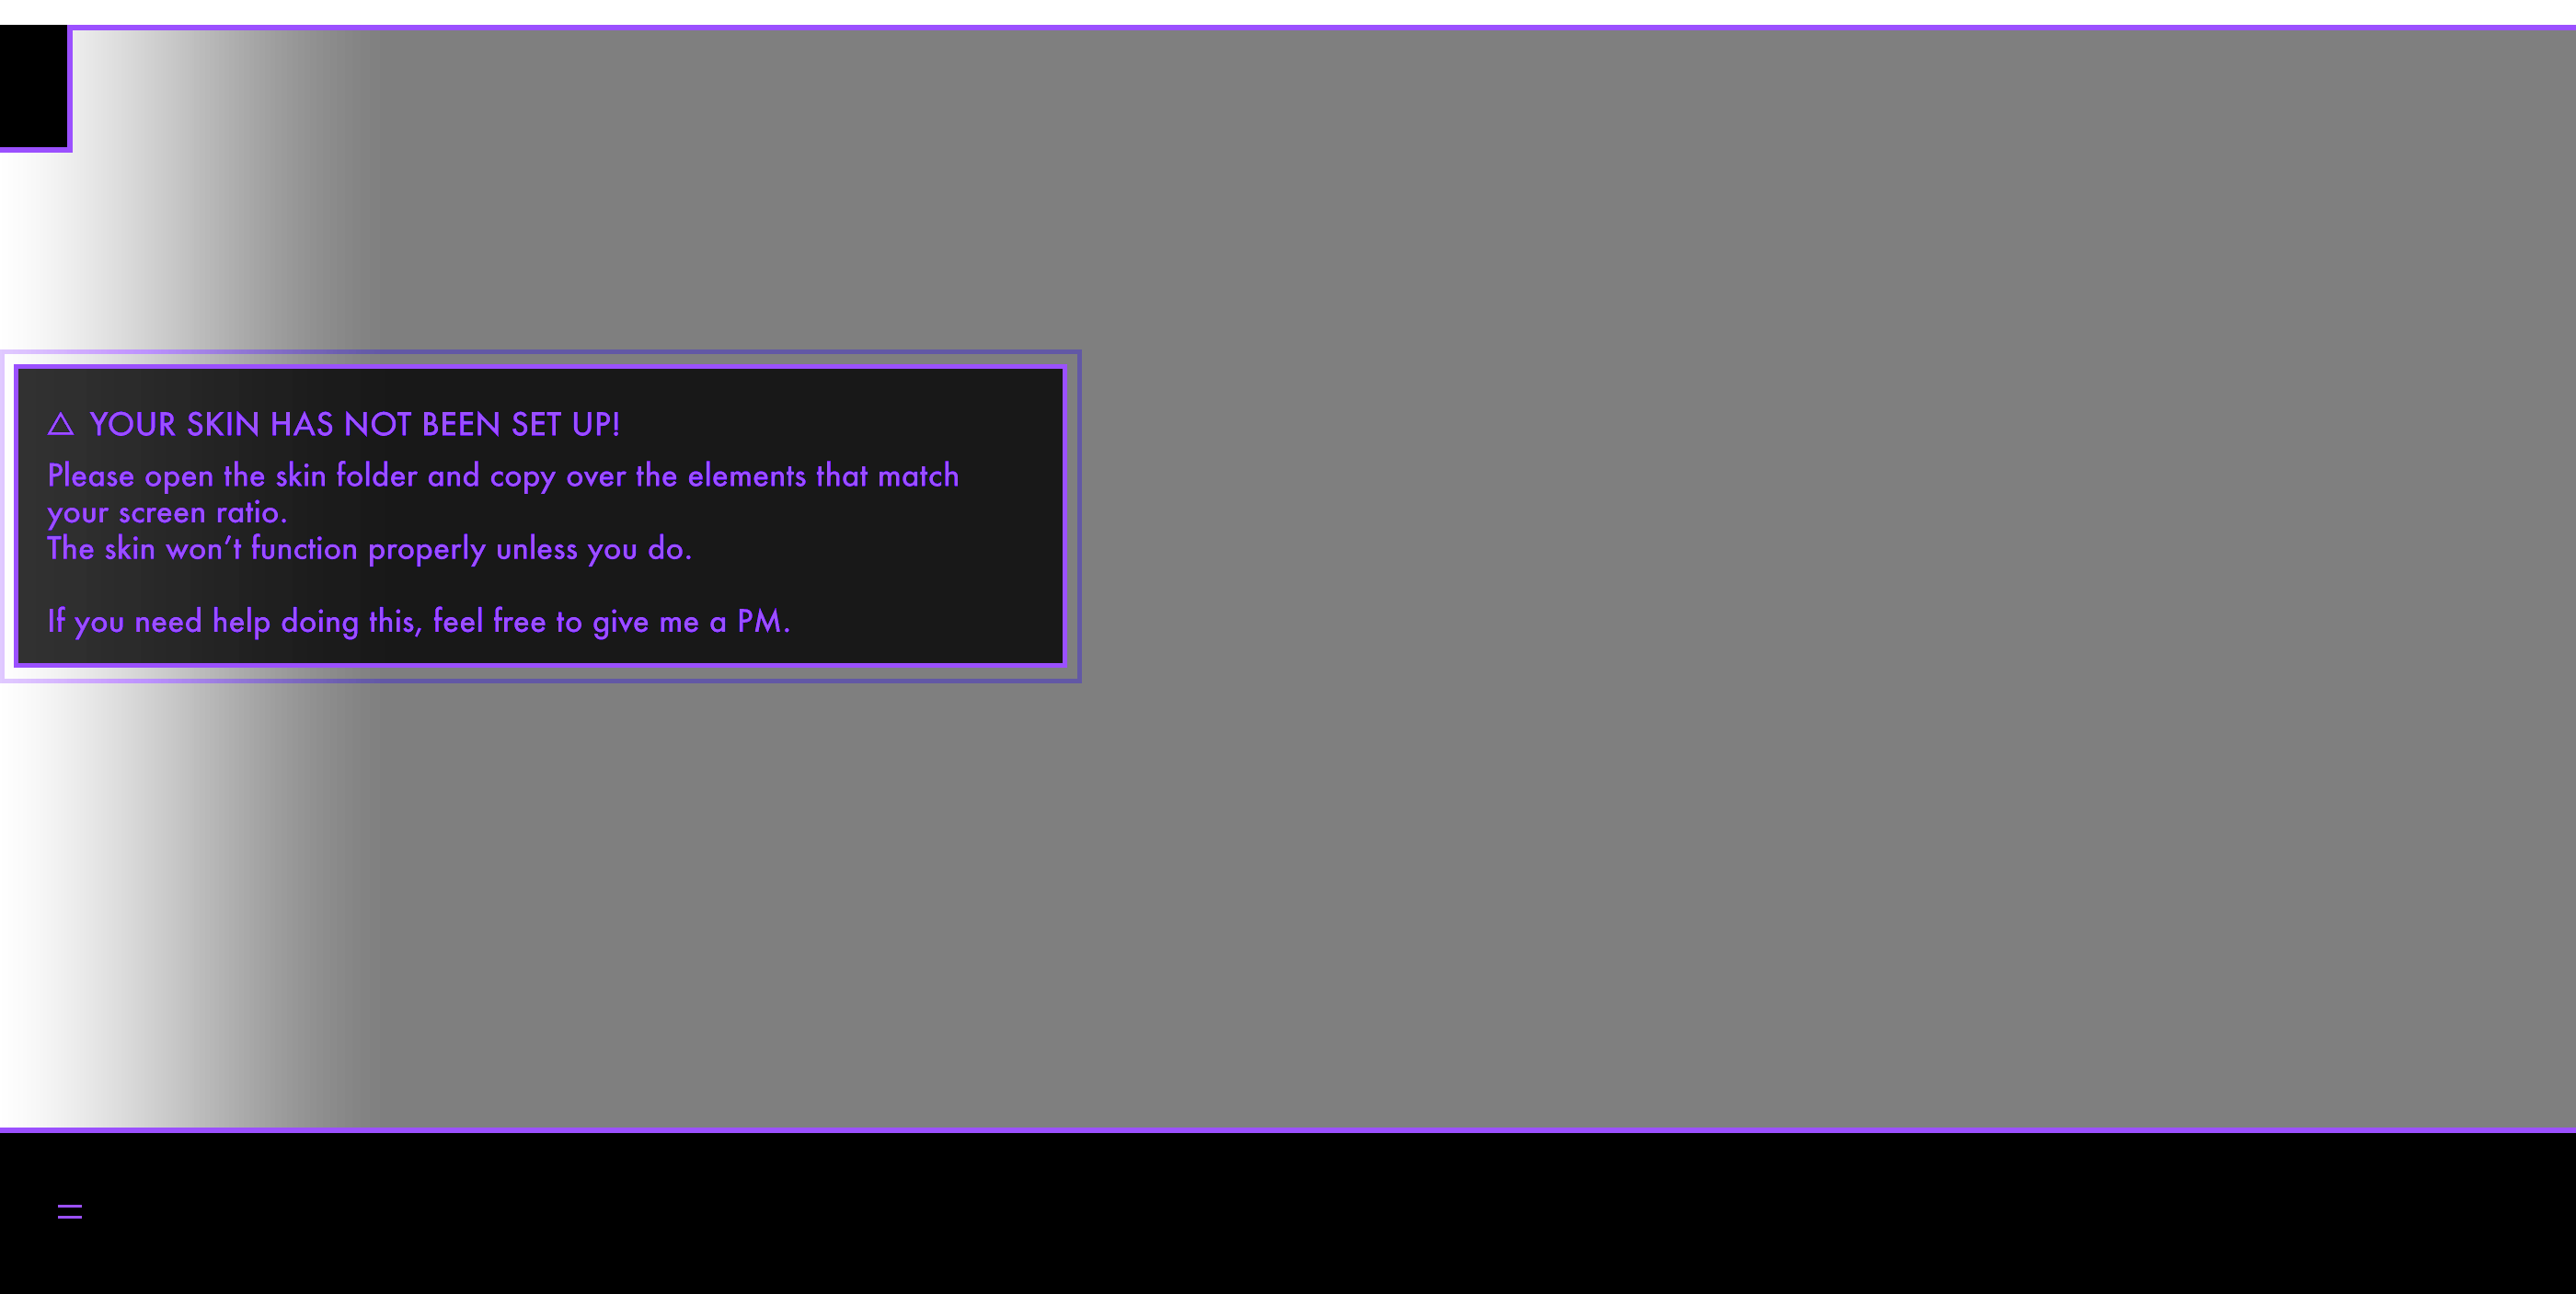 YOUR SKIN HAS NOT BEEN SET UP!
Please open the skin folder and copy over the elements that match
your screen ratio.
The skin won’t function properly unless you do.
If you need help doing this, feel free to give me a PM.